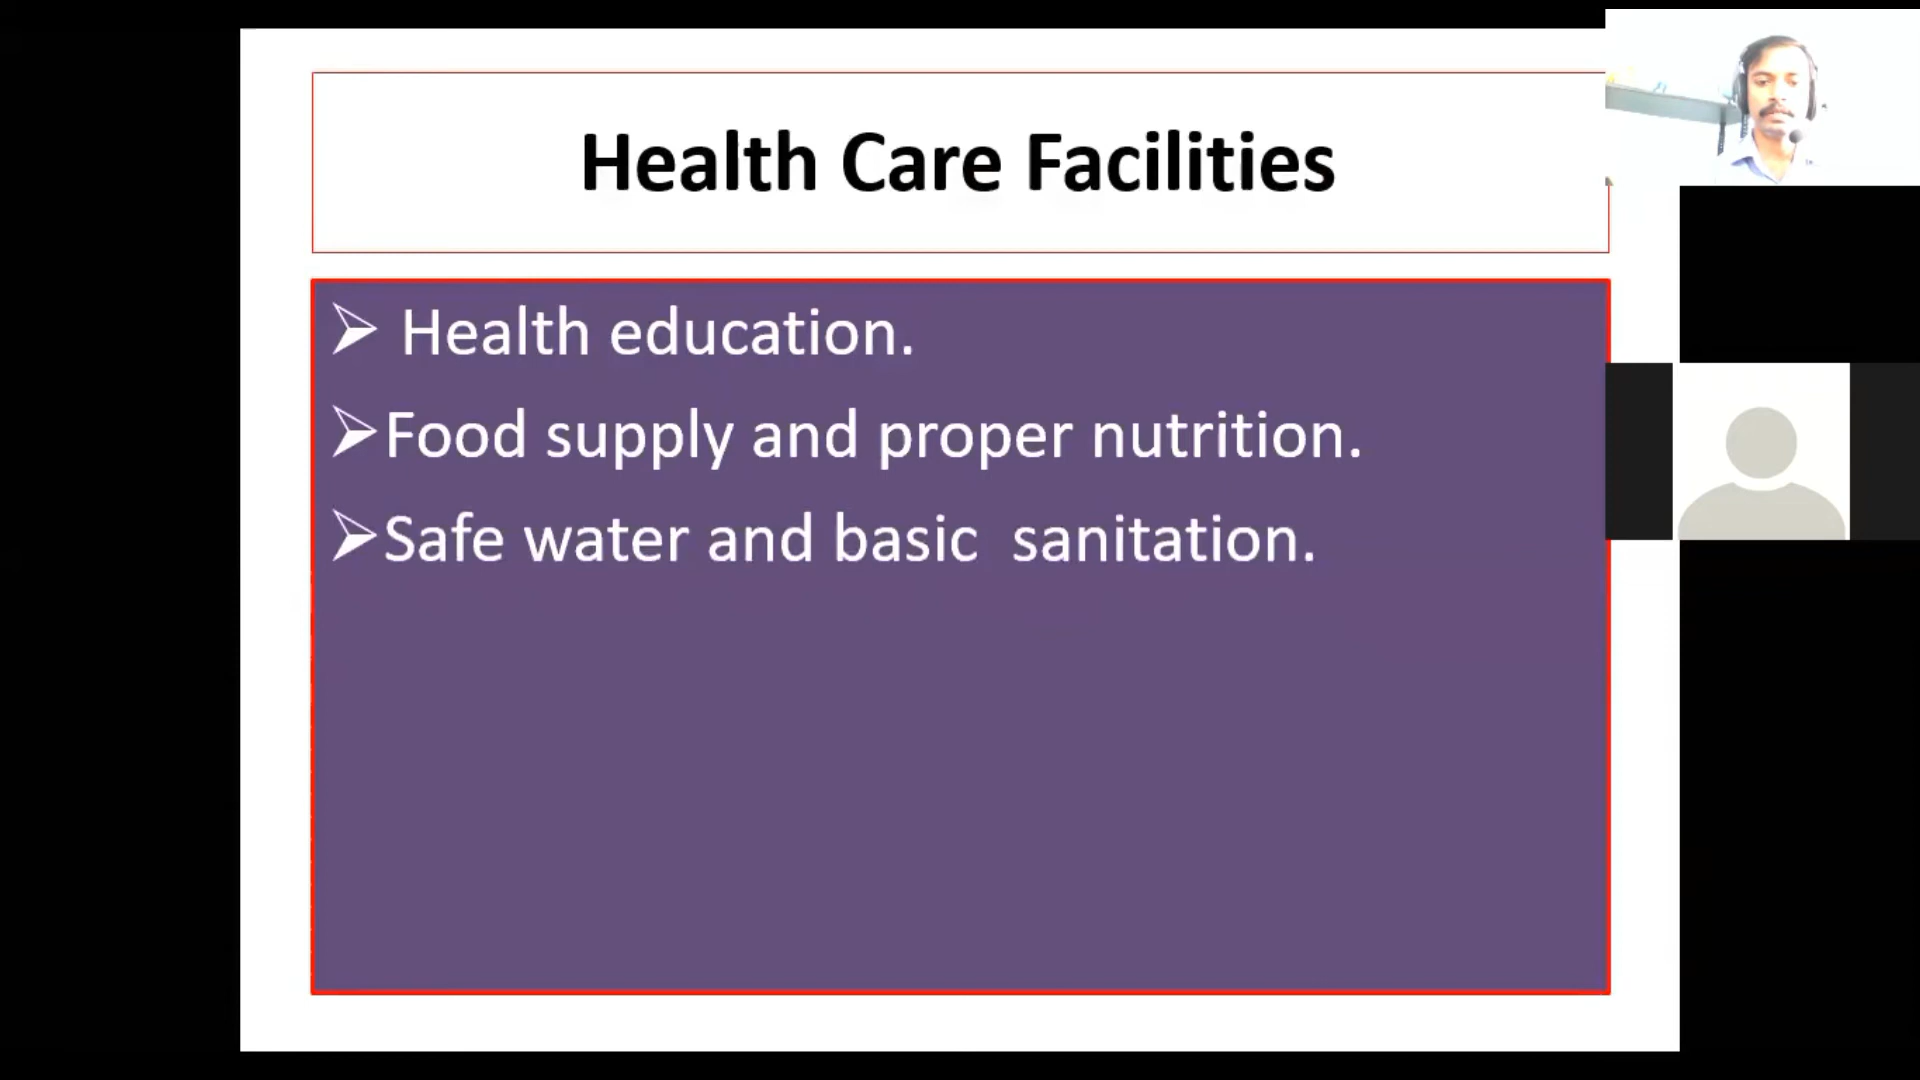 Health Care Facilities
➢ Health education.
➢Food supply and proper nutrition.
➢Safe water and basic  sanitation.